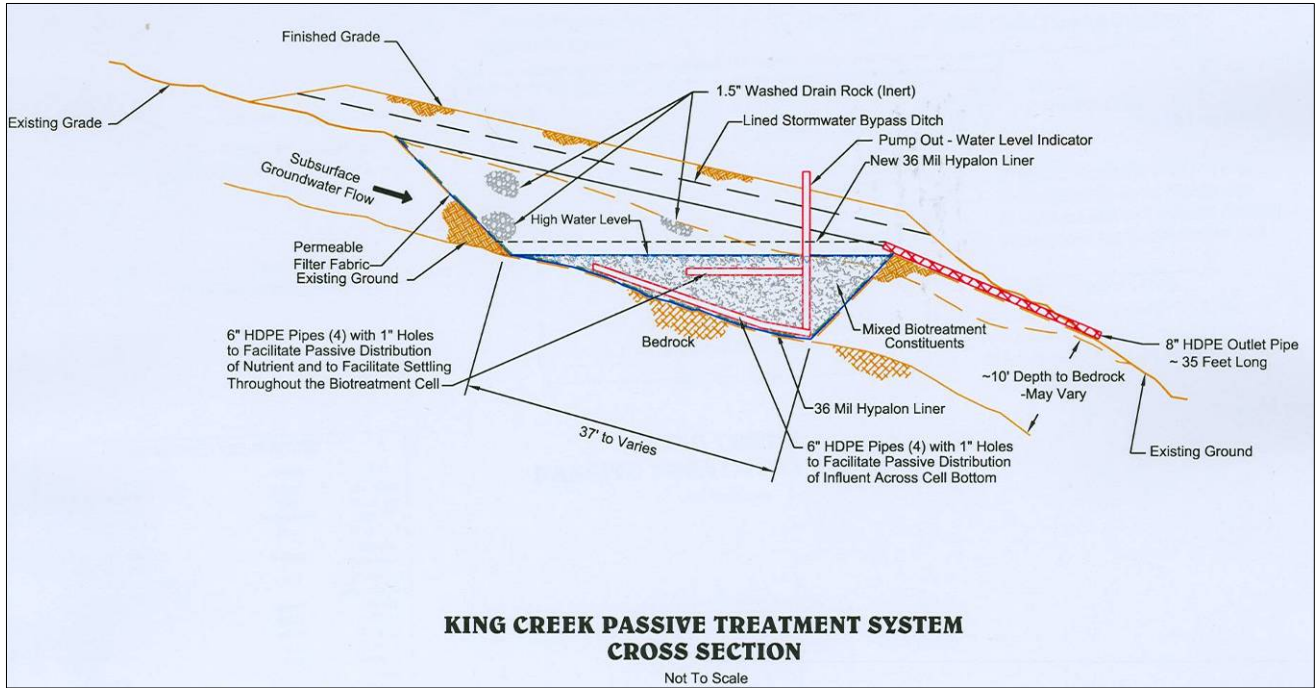 Finished Grade
Existing Grade
1.5" Washed Drain Rock (Inert)
Lined Stormwater Bypass Ditch
Pump Out - Water Level Indicator
New 36 Mil Hypalon Liner
Subsurface
Groundwater Flow
High Water Level
Permeable
Filter Fabric
Existing Ground
6" HDPE Pipes (4) with 1" Holes
to Facilitate Passive Distribution
of Nutrient and to Facilitate Settling
Throughout the Biotreatment Cell
Bedrock
Mixed Biotreatment
Constituents
8" HDPE Outlet Pipe
~ 35 Feet Long
~10' Depth to Bedrock
-May Vary
36 Mil Hypalon Liner
37' to Varies
6" HDPE Pipes (4) with 1" Holes
to Facilitate Passive Distribution
of Influent Across Cell Bottom
Existing Ground
KING CREEK PASSIVE TREATMENT SYSTEM
CROSS SECTION
Not To Scale